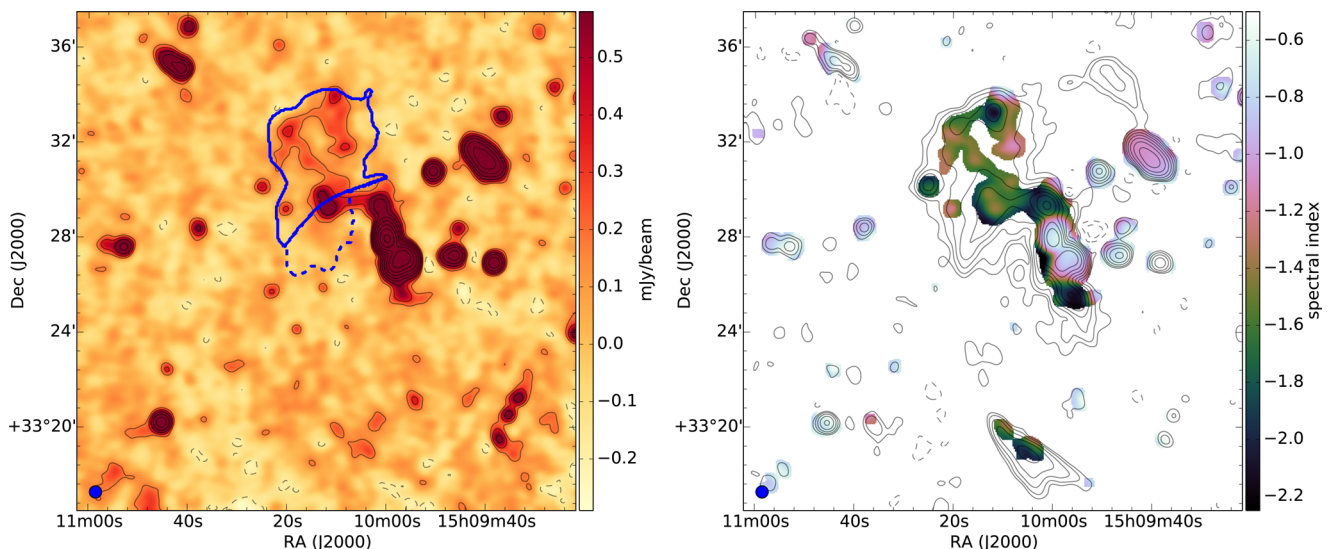 36'
32'
28'
24'
+33°20'
Dec (J2000)
11m00s
40s
20s
10m00s
15h09m40s
RA (J2000)
0.5
0.4
0.3
0.2
0.1
0.0
−0.1
−0.2
mJy/beam
36'
32'
28'
24'
+33°20'
Dec (J2000)
11m00s
40s
20s
10m00s
15h09m40s
RA (J2000)
−0.6
−0.8
−1.0
−1.2
−1.4
−1.6
−1.8
−2.0
−2.2
spectral index